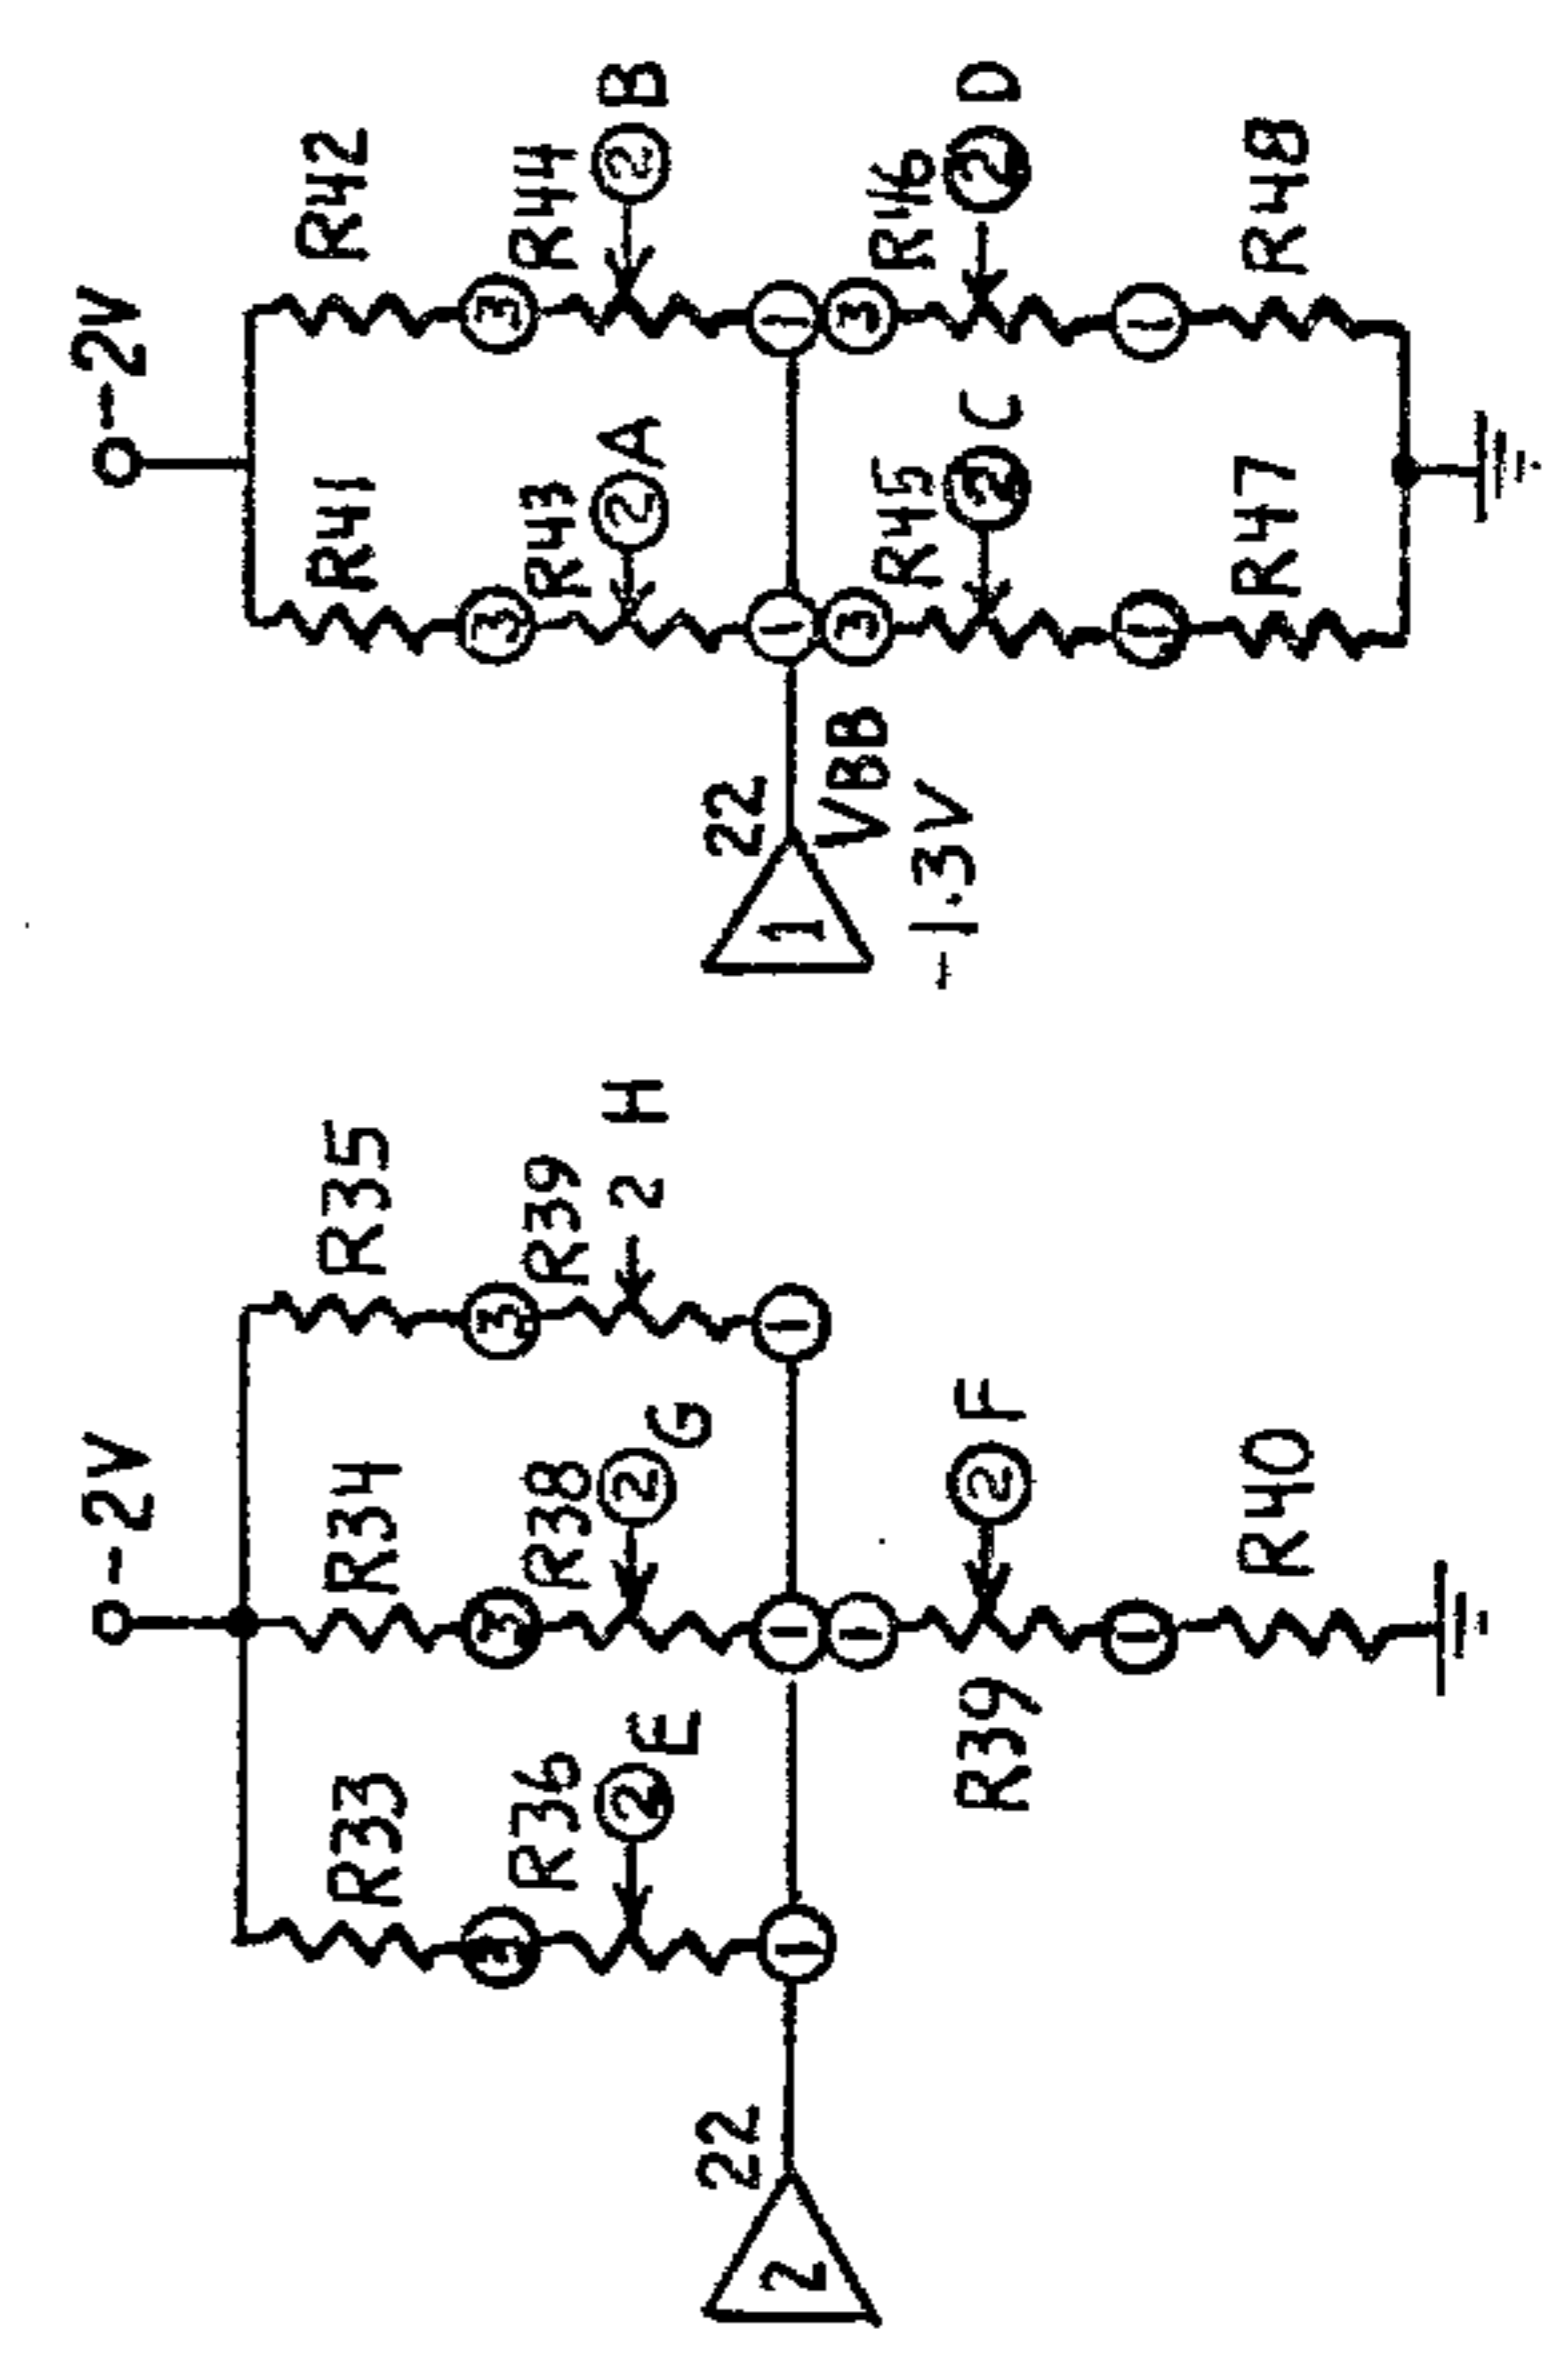 -2V
R33 R34 R35
3 3 3
R36 R38 R39
2 E 2 G 2 H
2 22 1 1 1
1
R39 2 F
1
R40
-2V
R41 R42
3 3
R43 R44
2 A 2 B
1 22 1 1
VBB 3 3
-1.3V
R45 R46
2 C 2 D
1 1
R47 R48